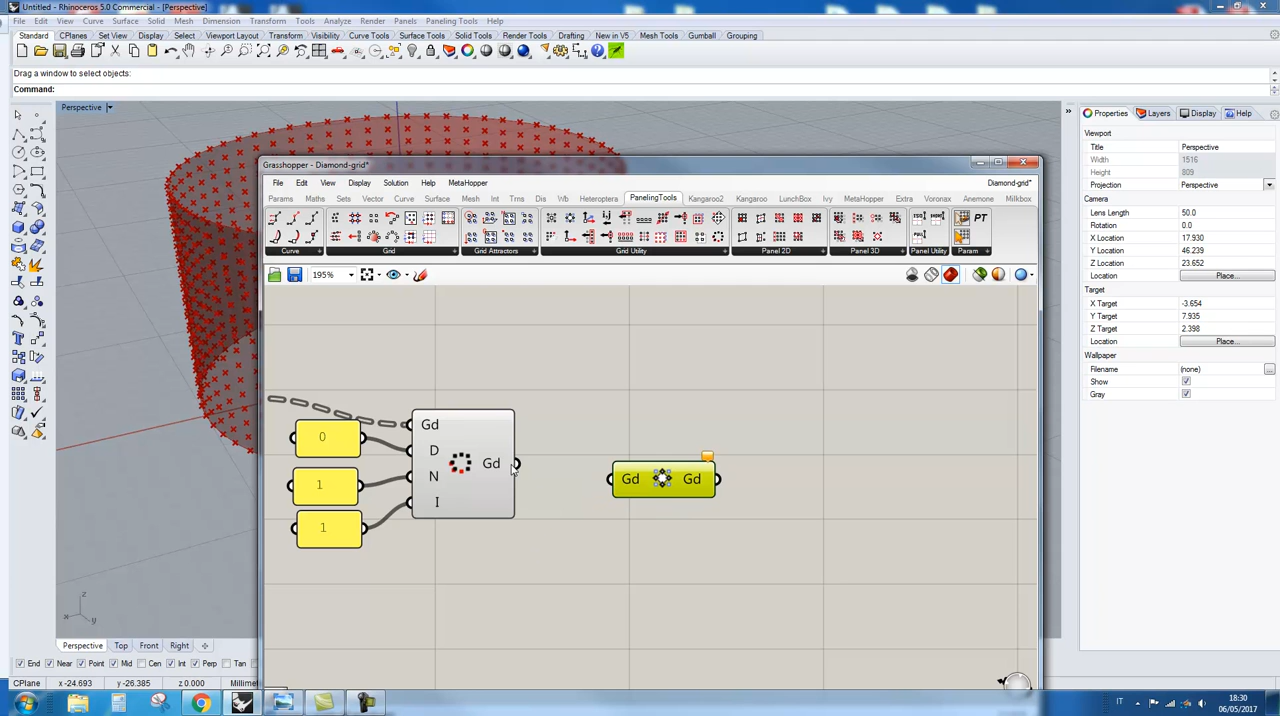 Untitled - Rhinoceros 5.0 Commercial - [Perspective]
File Edit View Curve Surface Solid Mesh Dimension Transform Tools Analyze Render Panels Paneling Tools Help
Standard CPlanes Set View Display Select Viewport Layout Visibility Transform Curve Tools Surface Tools Solid Tools Render Tools Drafting New in V5 Mesh Tools Gumball Grouping
Drag a window to select objects:
Command:
Perspective
Properties Layers Display Help
Viewport
Title Perspective
Width 1516
Height 809
Projection Perspective
Camera
Lens Length 50.0
Rotation 0.0
X Location 17.930
Y Location 46.239
Z Location 23.652
Location Place...
Target
X Target -3.654
Y Target 7.935
Z Target 2.398
Location Place...
Wallpaper
Filename (none) ...
Show
Gray
Grasshopper - Diamond-grid*
File Edit View Display Solution Help MetaHopper Diamond-grid*
Params Maths Sets Vector Curve Surface Mesh Int Trns Dis Wb Heteroptera PanelingTools Kangaroo2 Kangaroo LunchBox Ivy MetaHopper Extra Voronax Anemone Milkbox
PT
Curve Grid Grid Attractors Grid Utility Panel 2D Panel 3D Panel Utility Param
195%
Gd
0
D
1
N
1
I
Gd
Gd Gd
z
x y
Perspective Top Front Right
End Near Point Mid Cen Int Perp Tan
CPlane x -24.693 y -26.385 z 0.000
IT
18:30
06/05/2017